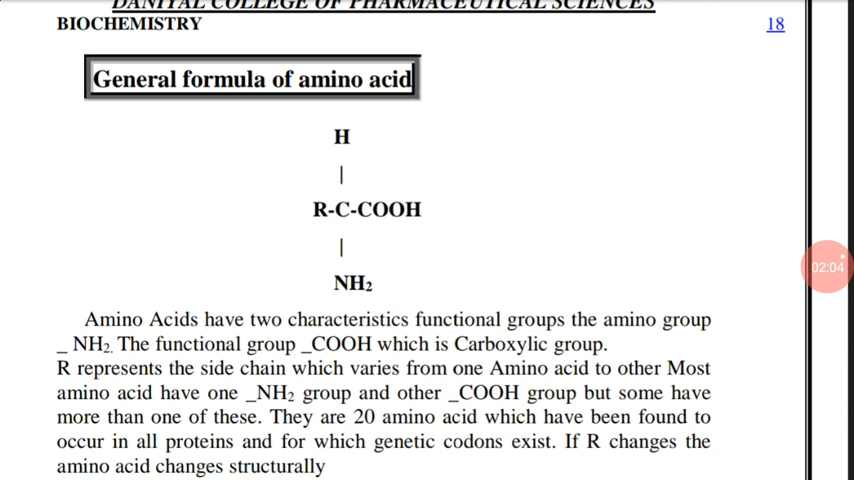 DANIYAL COLLEGE OF PHARMACEUTICAL SCIENCES
BIOCHEMISTRY 18
General formula of amino acid
H
|
R-C-COOH
|
NH₂
Amino Acids have two characteristics functional groups the amino group
_ NH₂. The functional group _COOH which is Carboxylic group.
R represents the side chain which varies from one Amino acid to other Most
amino acid have one _NH₂ group and other _COOH group but some have
more than one of these. They are 20 amino acid which have been found to
occur in all proteins and for which genetic codons exist. If R changes the
amino acid changes structurally
02:04